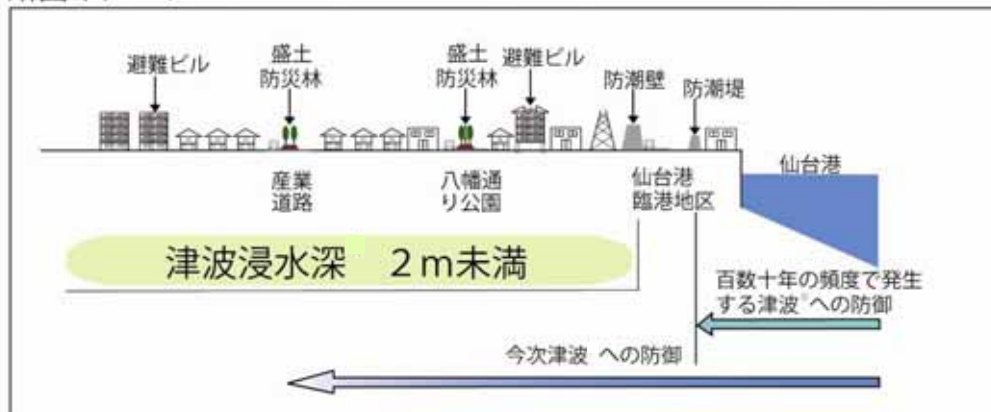 避難ビル
盛土
防災林
盛土
防災林
避難ビル
防潮壁
防潮堤
産業
道路
八幡通
り公園
仙台港
臨港地区
仙台港
津波浸水深　２ｍ未満
百数十年の頻度で発生
する津波※への防御
今次津波 への防御